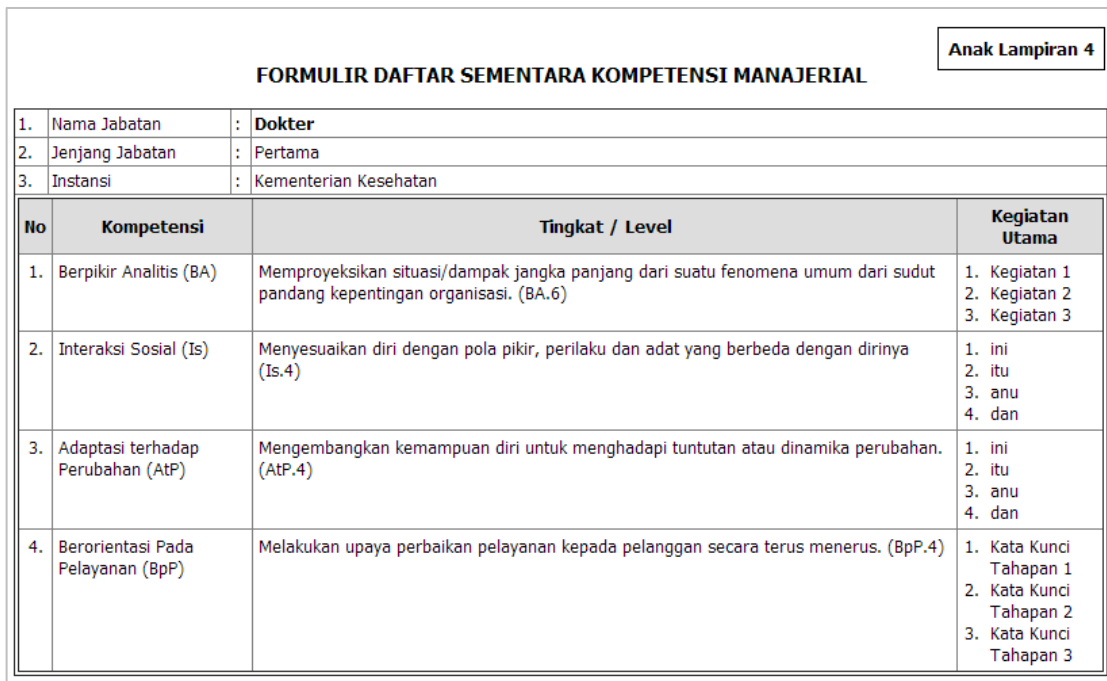 Anak Lampiran 4
FORMULIR DAFTAR SEMENTARA KOMPETENSI MANAJERIAL
1. Nama Jabatan : Dokter
2. Jenjang Jabatan : Pertama
3. Instansi : Kementerian Kesehatan
No Kompetensi Tingkat / Level Kegiatan Utama
1. Berpikir Analitis (BA)
Memproyeksikan situasi/dampak jangka panjang dari suatu fenomena umum dari sudut
pandang kepentingan organisasi. (BA.6)
1. Kegiatan 1
2. Kegiatan 2
3. Kegiatan 3
2. Interaksi Sosial (Is)
Menyesuaikan diri dengan pola pikir, perilaku dan adat yang berbeda dengan dirinya
(Is.4)
1. ini
2. itu
3. anu
4. dan
3. Adaptasi terhadap
Perubahan (AtP)
Mengembangkan kemampuan diri untuk menghadapi tuntutan atau dinamika perubahan.
(AtP.4)
1. ini
2. itu
3. anu
4. dan
4. Berorientasi Pada
Pelayanan (BpP)
Melakukan upaya perbaikan pelayanan kepada pelanggan secara terus menerus. (BpP.4)
1. Kata Kunci
Tahapan 1
2. Kata Kunci
Tahapan 2
3. Kata Kunci
Tahapan 3